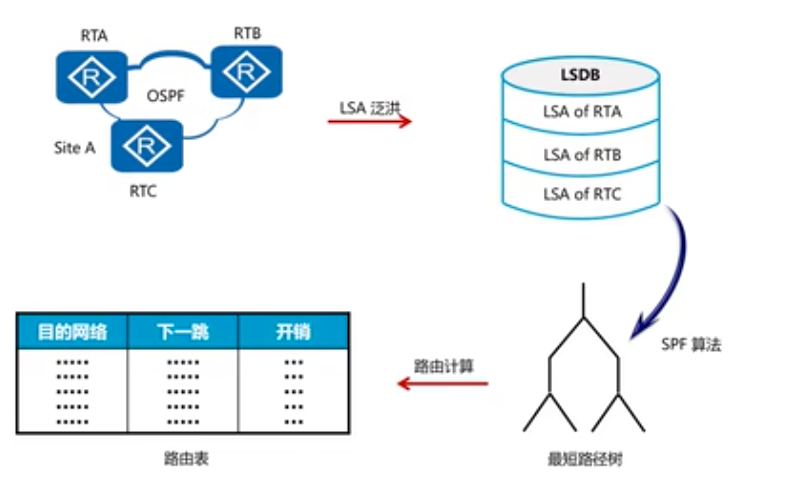 RTA
RTB
R
R
OSPF
R
Site A
RTC
LSA 泛洪
LSDB
LSA of RTA
LSA of RTB
LSA of RTC
SPF 算法
最短路径树
路由计算
目的网络 下一跳 开销
..... ..... ...
..... ..... ...
..... ..... ...
..... ..... ...
..... ..... ...
路由表